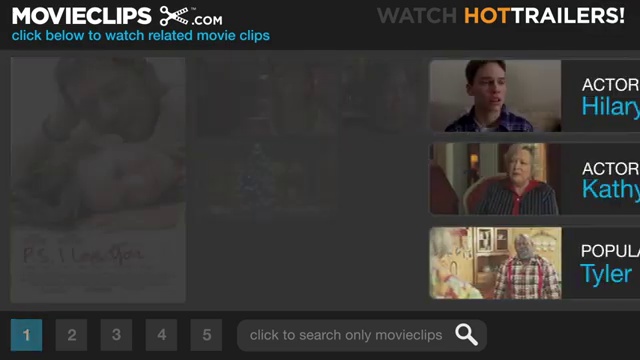 MOVIECLIPS .COM
click below to watch related movie clips
WATCH HOTTRAILERS!
P.S. I Love You
ACTOR
Hilary
ACTOR
Kathy
POPULA
Tyler
1 2 3 4 5
click to search only movieclips